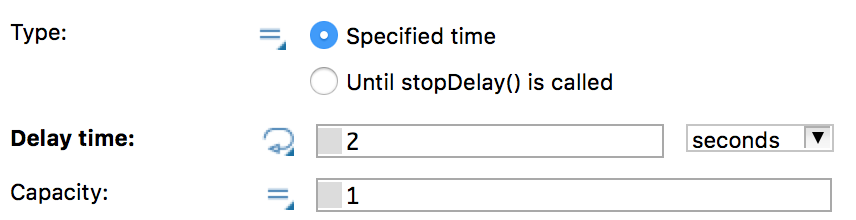 Type: Specified time
Until stopDelay() is called
Delay time: 2 seconds
Capacity: 1